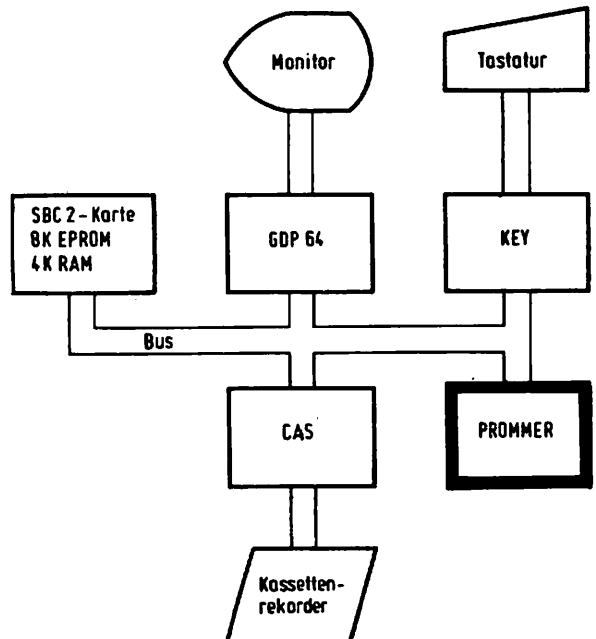 Monitor
Tastatur
SBC 2-Karte
8K EPROM
4K RAM
GDP 64
KEY
Bus
CAS
PROMMER
Kassetten-
rekorder